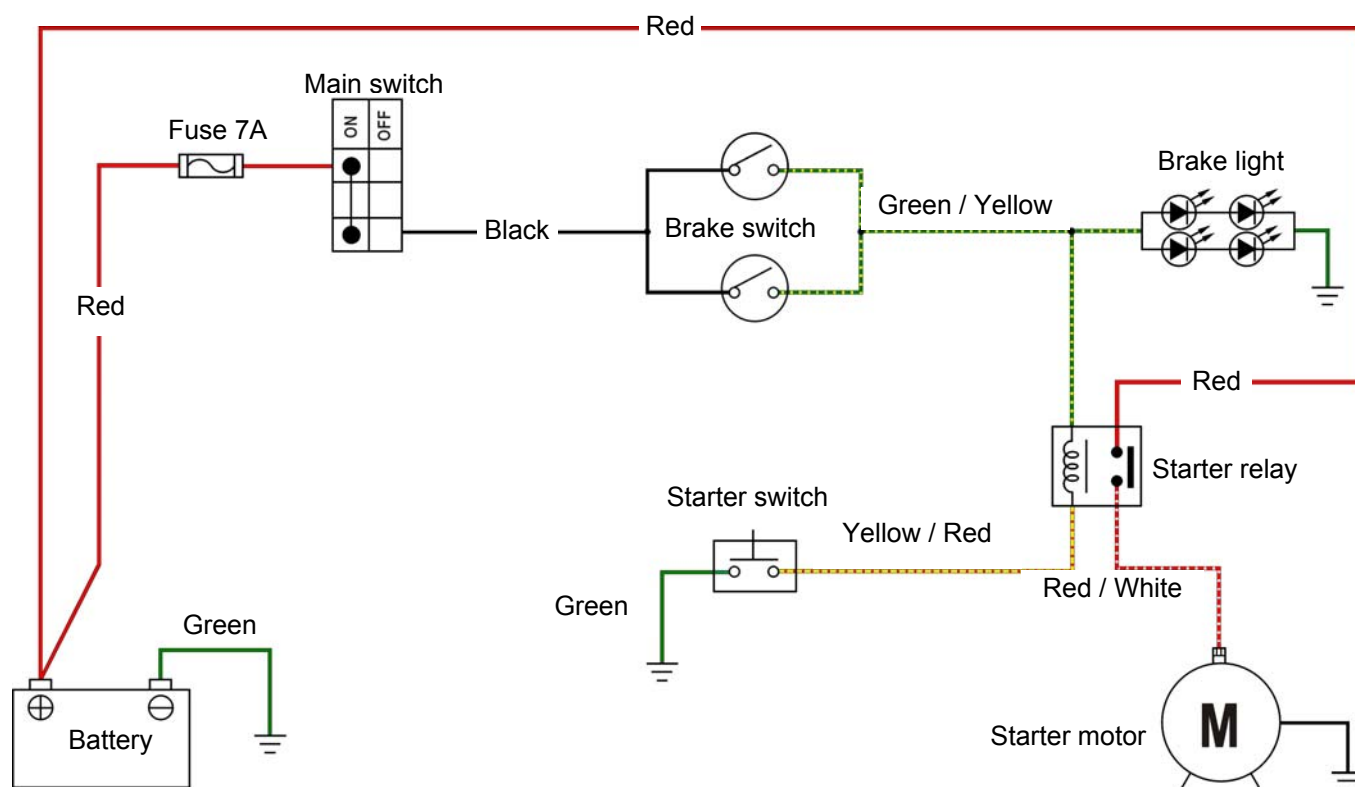 Red
Main switch
Fuse 7A
ON
OFF
Brake light
Green / Yellow
Black
Brake switch
Red
Red
Starter relay
Starter switch
Yellow / Red
Red / White
Green
Green
Battery
Starter motor
M